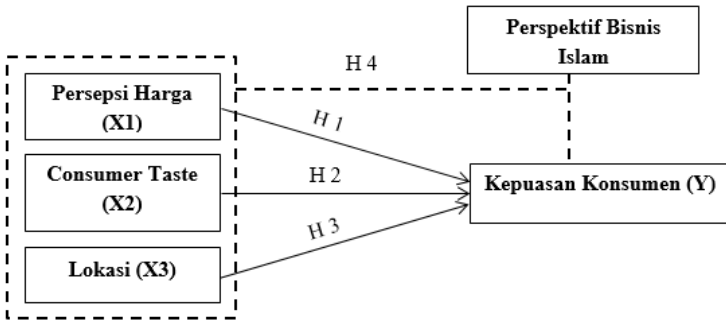 Perspektif Bisnis
Islam
H 4
Persepsi Harga
(X1)
H 1
Consumer Taste
(X2)
H 2
Kepuasan Konsumen (Y)
H 3
Lokasi (X3)